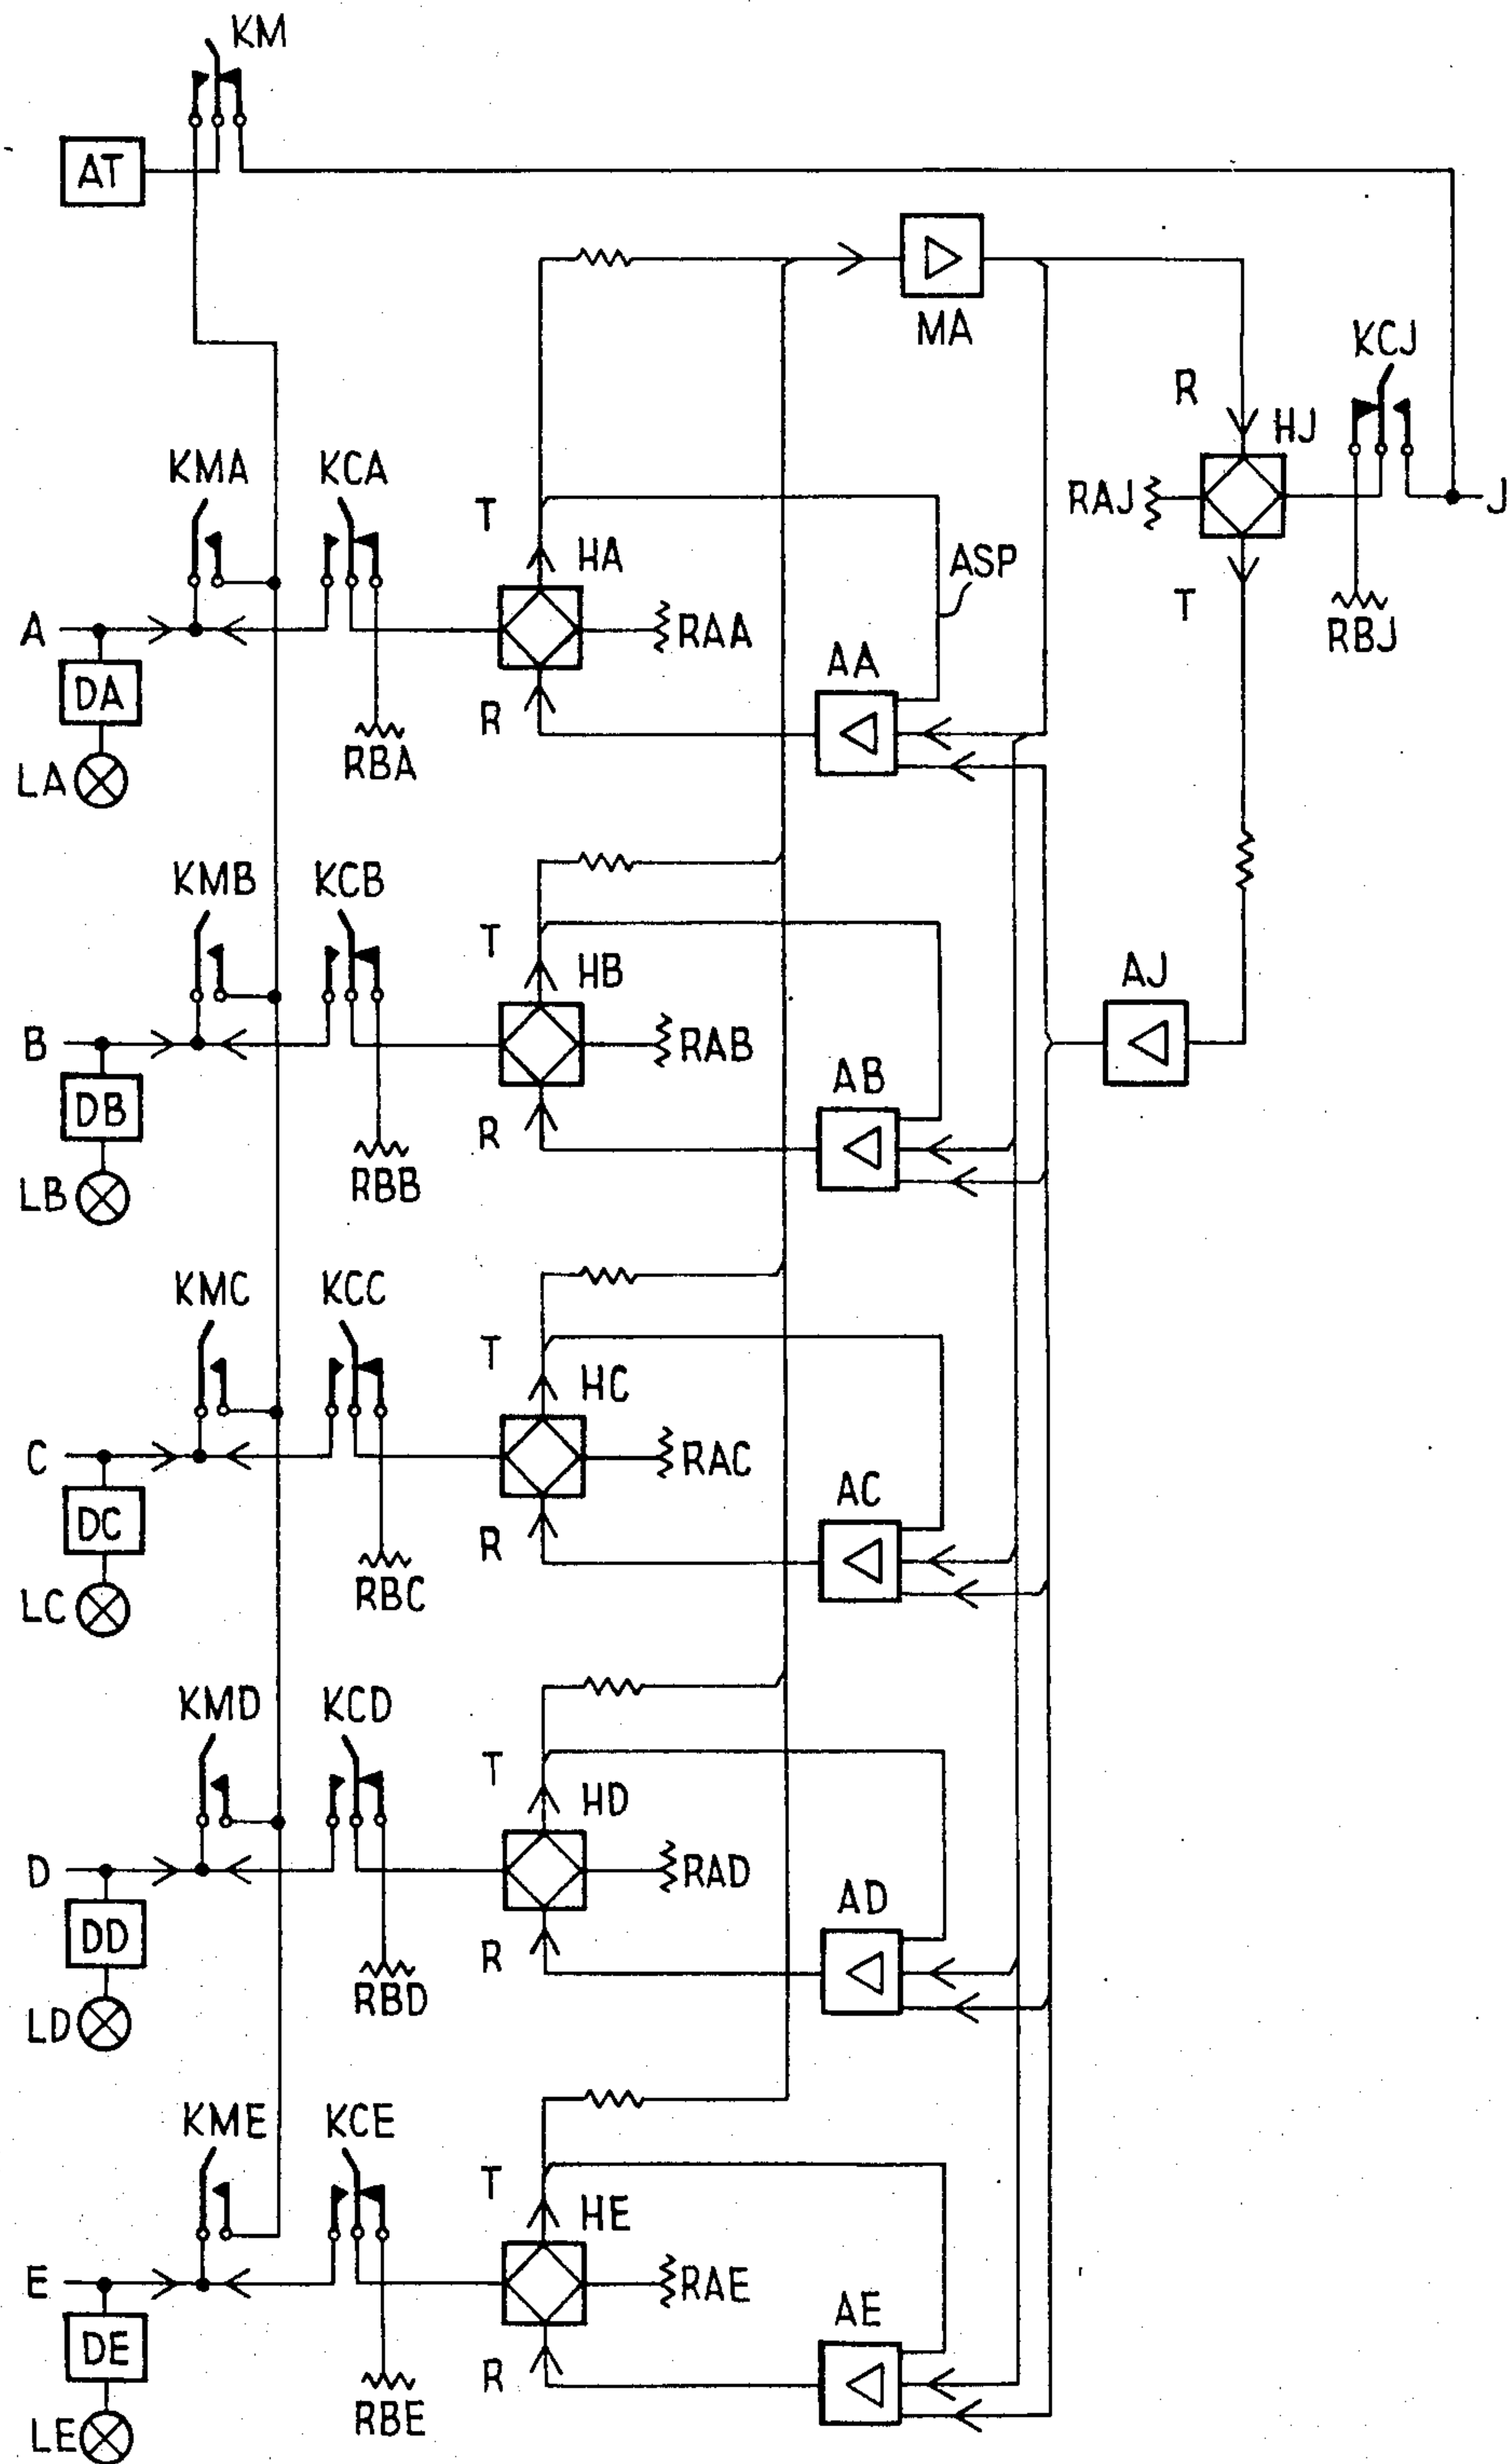 KM
AT
MA
KCJ
R
HJ
KMA
KCA
T
RAJ
J
HA
ASP
A
RAA
T
RBJ
DA
AA
R
LA
RBA
KMB
KCB
T
HB
AJ
B
RAB
DB
AB
R
LB
RBB
KMC
KCC
T
HC
C
RAC
DC
AC
R
LC
RBC
KMD
KCD
T
HD
D
RAD
DD
AD
R
LD
RBD
KME
KCE
T
HE
E
RAE
DE
AE
R
LE
RBE